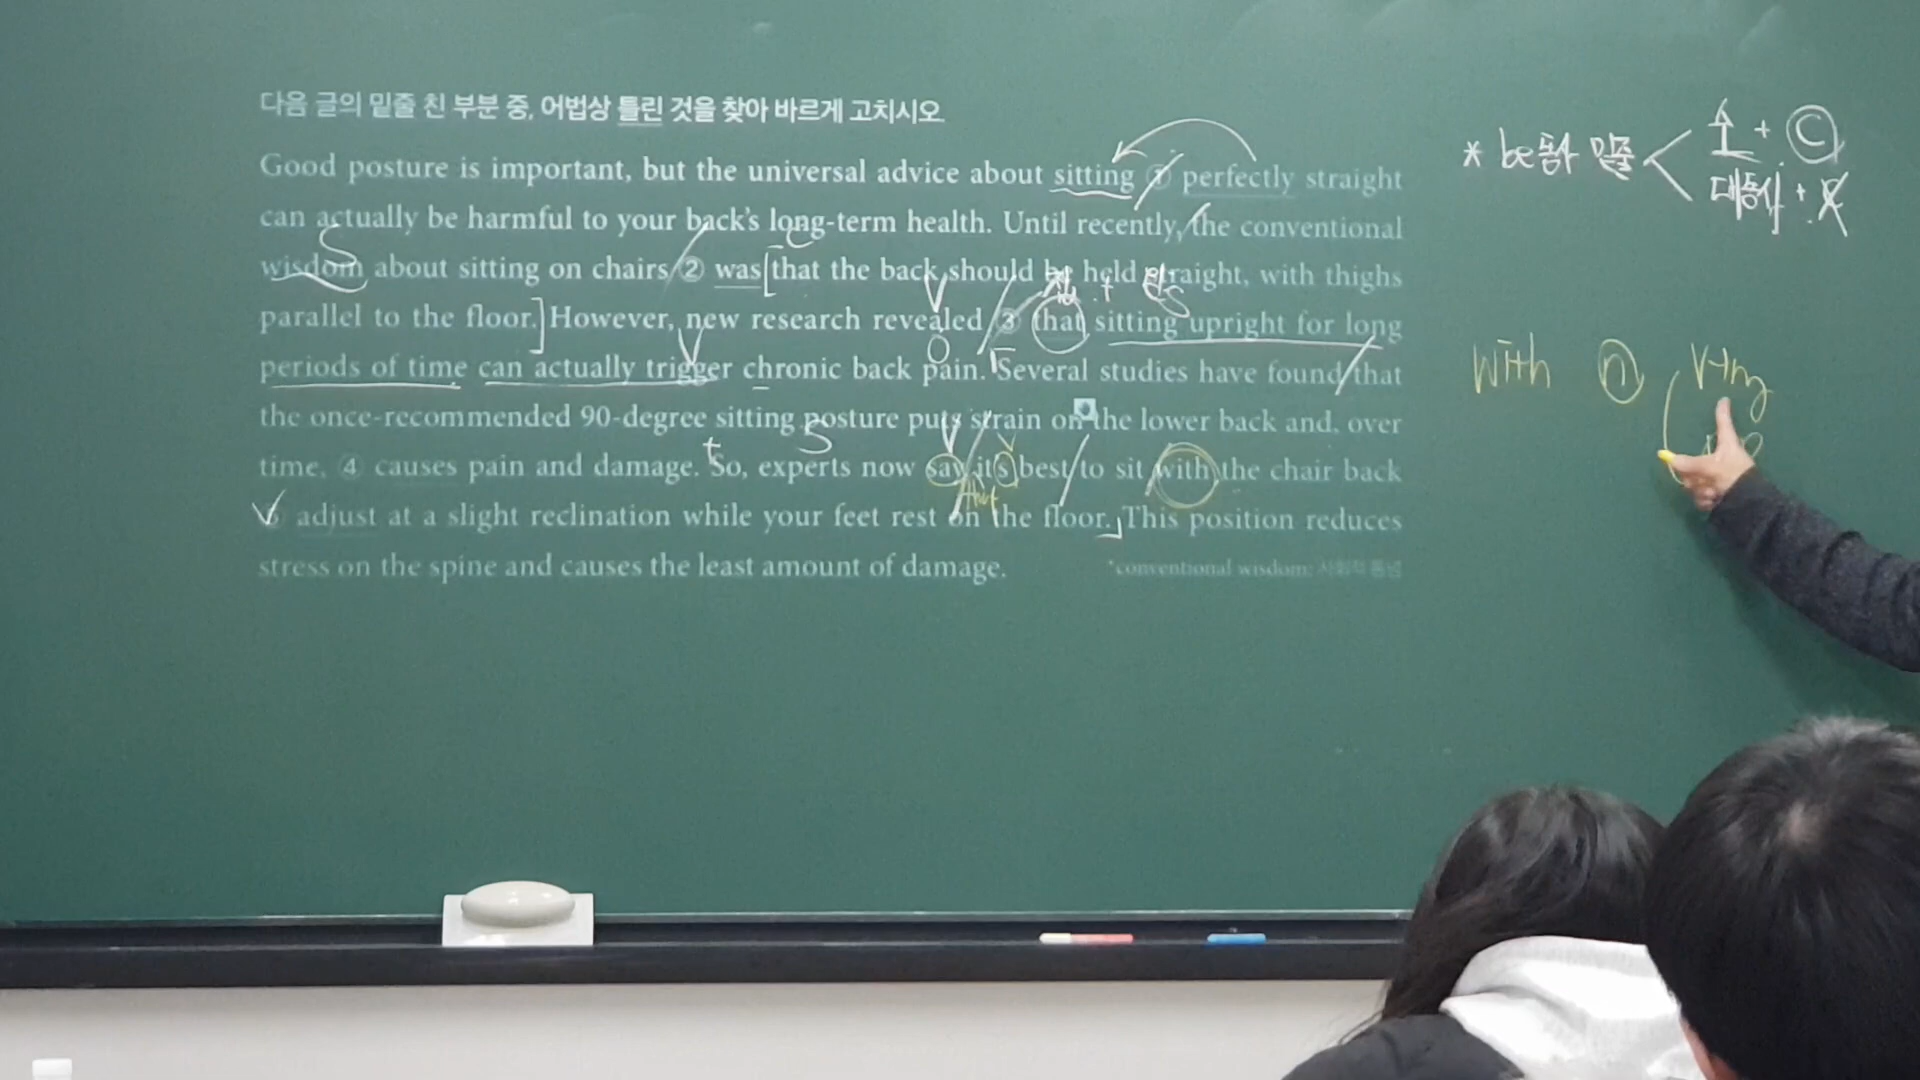 다음 글의 밑줄 친 부분 중, 어법상 틀린 것을 찾아 바르게 고치시오.
Good posture is important, but the universal advice about sitting ① perfectly straight
can actually be harmful to your back's long-term health. Until recently, the conventional
wisdom about sitting on chairs ② was that the back should be held straight, with thighs
parallel to the floor. However, new research revealed ③ that sitting upright for long
periods of time can actually trigger chronic back pain. Several studies have found that
the once-recommended 90-degree sitting posture puts strain on the lower back and, over
time, ④ causes pain and damage. So, experts now say it's best to sit with the chair back
adjust at a slight reclination while your feet rest on the floor. This position reduces
stress on the spine and causes the least amount of damage.
*conventional wisdom: 사회적 통념
S
C
V
S
O
V
S
V
V
that
* be동사 밑줄
수 +
C
대동사 +
with n
v-ing